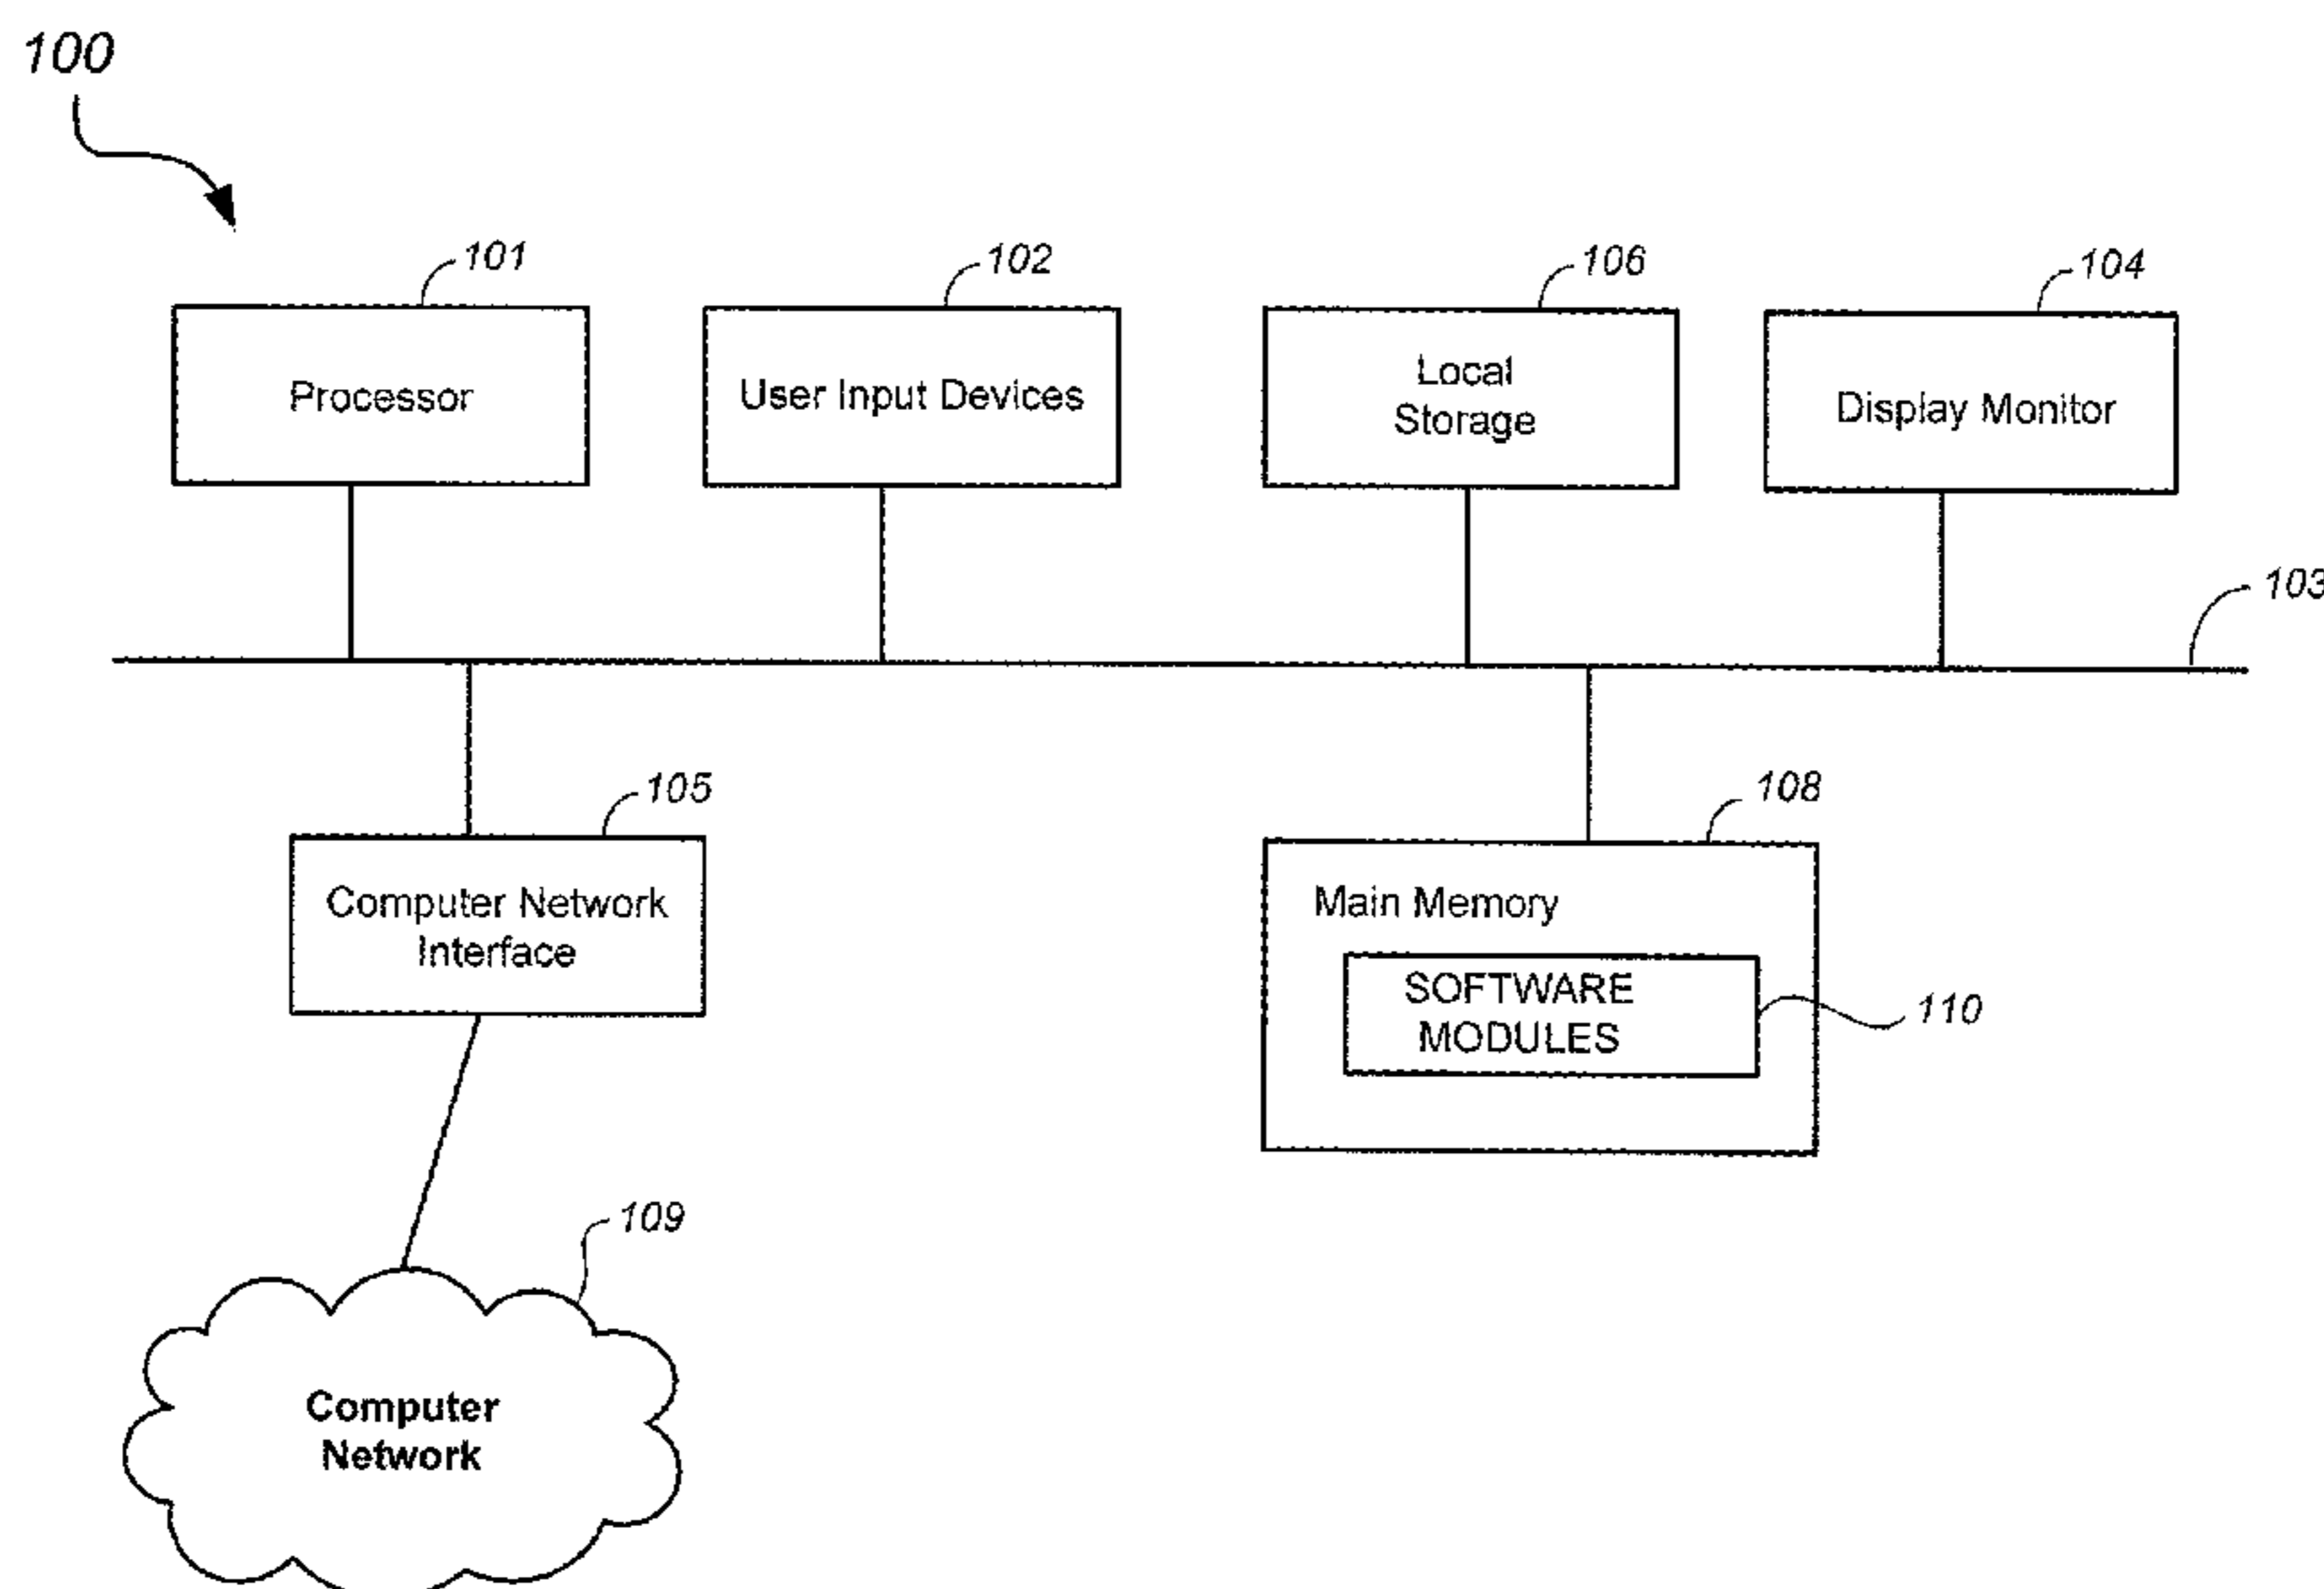 100
101
102
106
104
Processor
User Input Devices
Local
Storage
Display Monitor
103
105
108
Computer Network
Interface
Main Memory
SOFTWARE
MODULES
110
109
Computer
Network